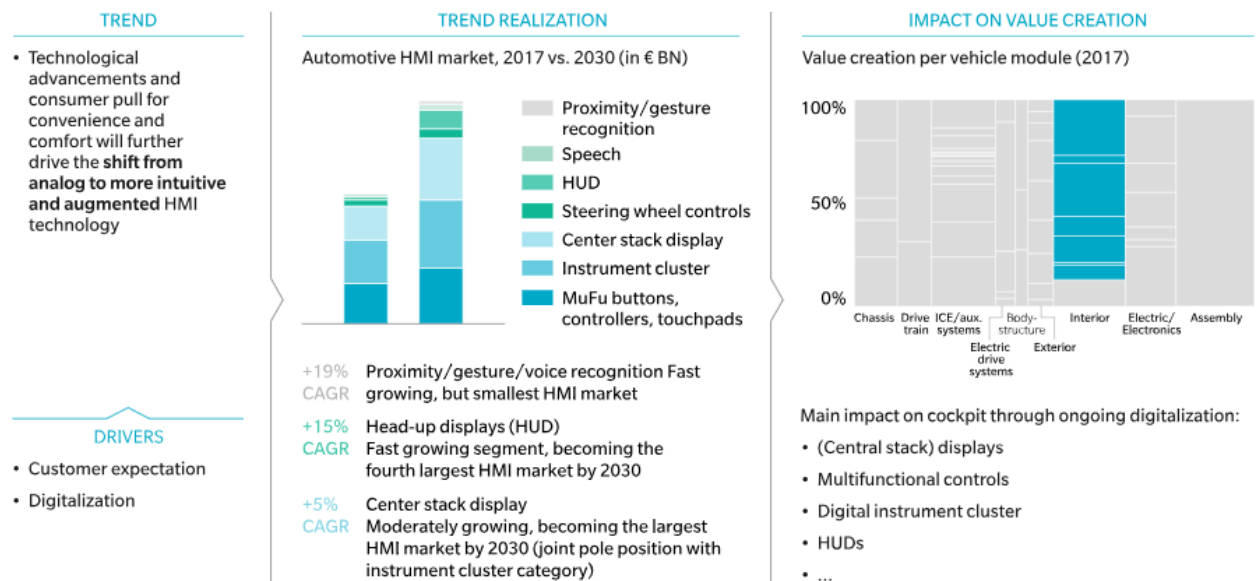 TREND
• Technological
advancements and
consumer pull for
convenience and
comfort will further
drive the shift from
analog to more intuitive
and augmented HMI
technology
DRIVERS
• Customer expectation
• Digitalization
TREND REALIZATION
Automotive HMI market, 2017 vs. 2030 (in € BN)
Proximity/gesture
recognition
Speech
HUD
Steering wheel controls
Center stack display
Instrument cluster
MuFu buttons,
controllers, touchpads
+19% CAGR
Proximity/gesture/voice recognition Fast
growing, but smallest HMI market
+15% CAGR
Head-up displays (HUD)
Fast growing segment, becoming the
fourth largest HMI market by 2030
+5% CAGR
Center stack display
Moderately growing, becoming the largest
HMI market by 2030 (joint pole position with
instrument cluster category)
IMPACT ON VALUE CREATION
Value creation per vehicle module (2017)
100%
50%
0%
Chassis
Drive
train
ICE/aux.
systems
Electric
drive
systems
Body-
structure
Exterior
Interior
Electric/
Electronics
Assembly
Main impact on cockpit through ongoing digitalization:
• (Central stack) displays
• Multifunctional controls
• Digital instrument cluster
• HUDs
• ...